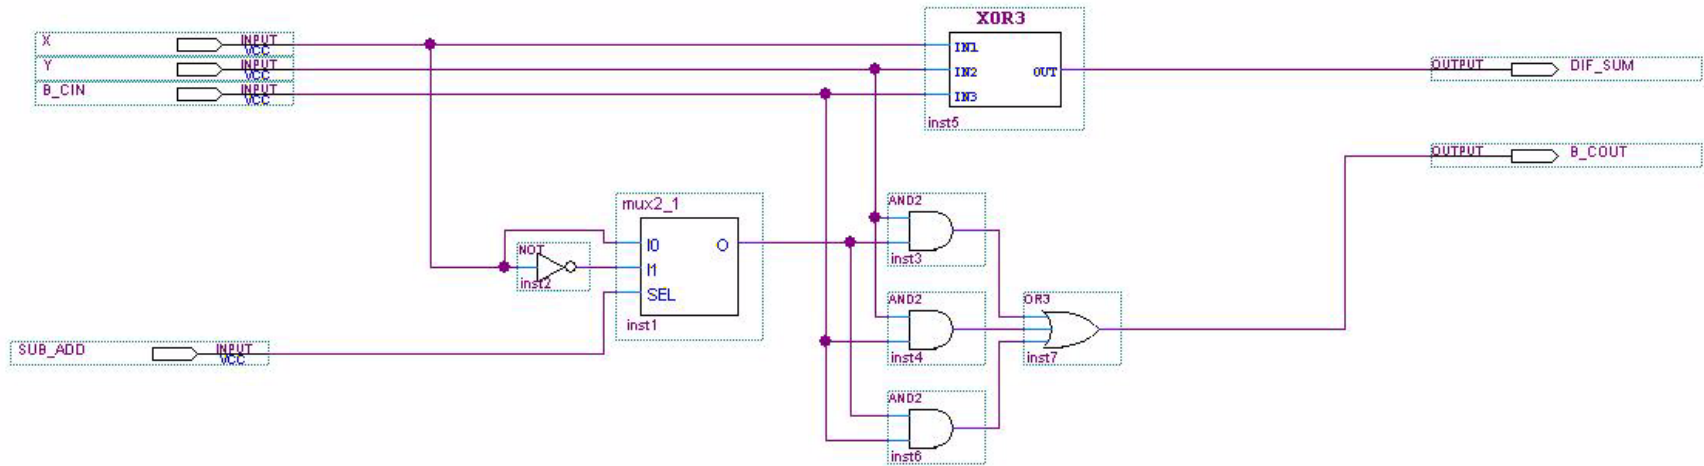 XOR3
X INPUT VCC
Y INPUT VCC
B_CIN INPUT VCC
IN1
IN2 OUT
IN3
inst5
OUTPUT DIF_SUM
OUTPUT B_COUT
mux2_1
I0 O
I1
SEL
inst1
NOT
inst2
AND2
inst3
AND2
inst4
AND2
inst6
OR3
inst7
SUB_ADD INPUT VCC